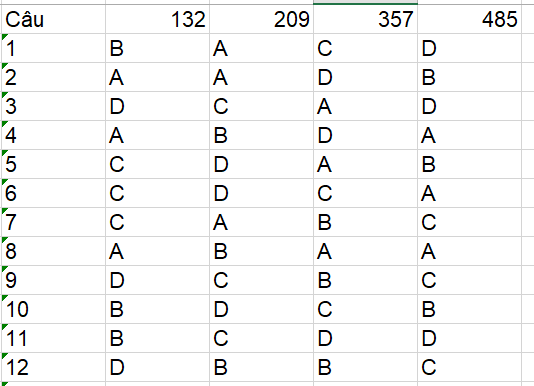 Câu 132 209 357 485
1 B A C D
2 A A D B
3 D C A D
4 A B D A
5 C D A B
6 C D C A
7 C A B C
8 A B A A
9 D C B C
10 B D C B
11 B C D D
12 D B B C